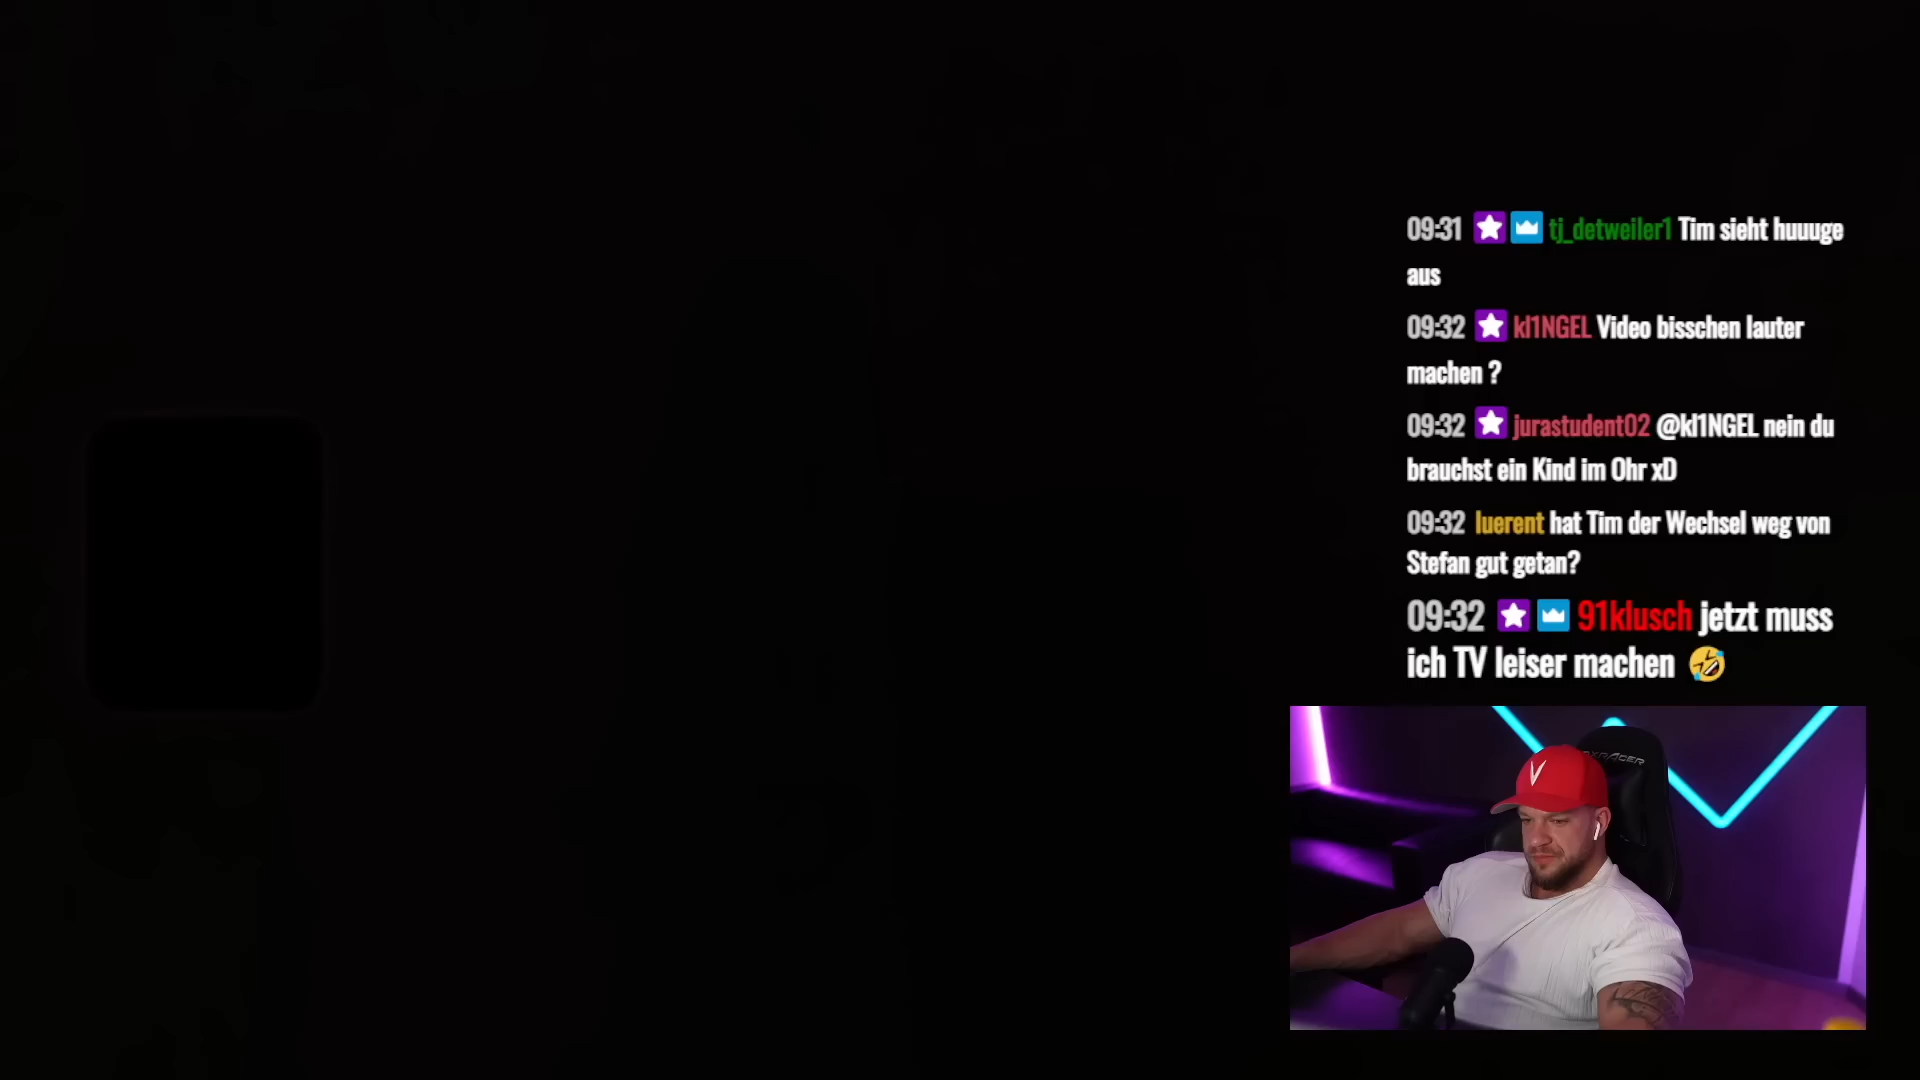 09:31 tj_detweiler1 Tim sieht huuuge
aus
09:32 kl1NGEL Video bisschen lauter
machen ?
09:32 jurastudent02 @kl1NGEL nein du
brauchst ein Kind im Ohr xD
09:32 luerent hat Tim der Wechsel weg von
Stefan gut getan?
09:32 91klusch jetzt muss
ich TV leiser machen 🤣